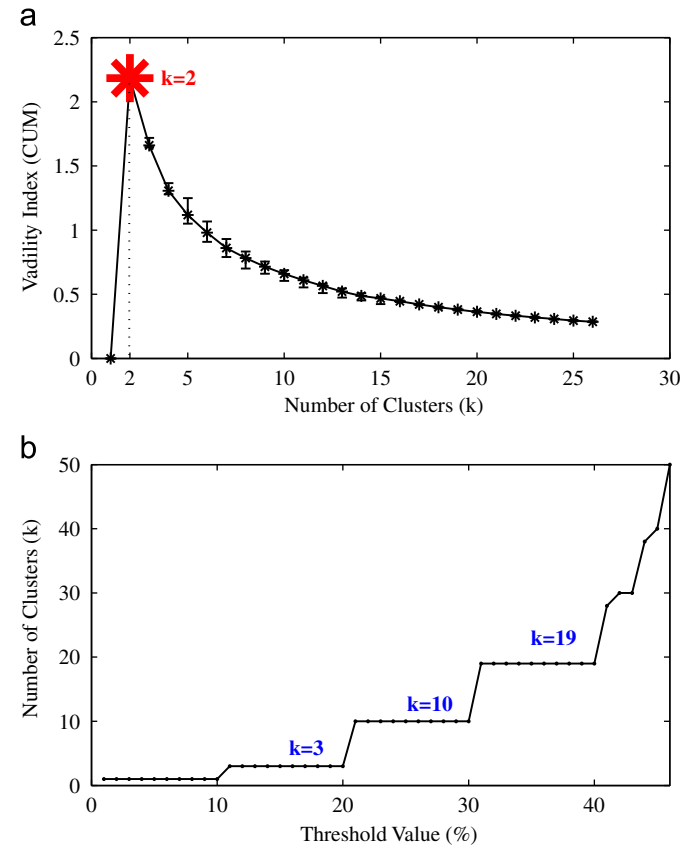 a
2.5
2
1.5
1
0.5
0
k=2
Vadility Index (CUM)
0 2 5 10 15 20 25 30
Number of Clusters (k)
b
50
40
30
20
10
0
k=19
k=10
k=3
Number of Clusters (k)
0 10 20 30 40
Threshold Value (%)